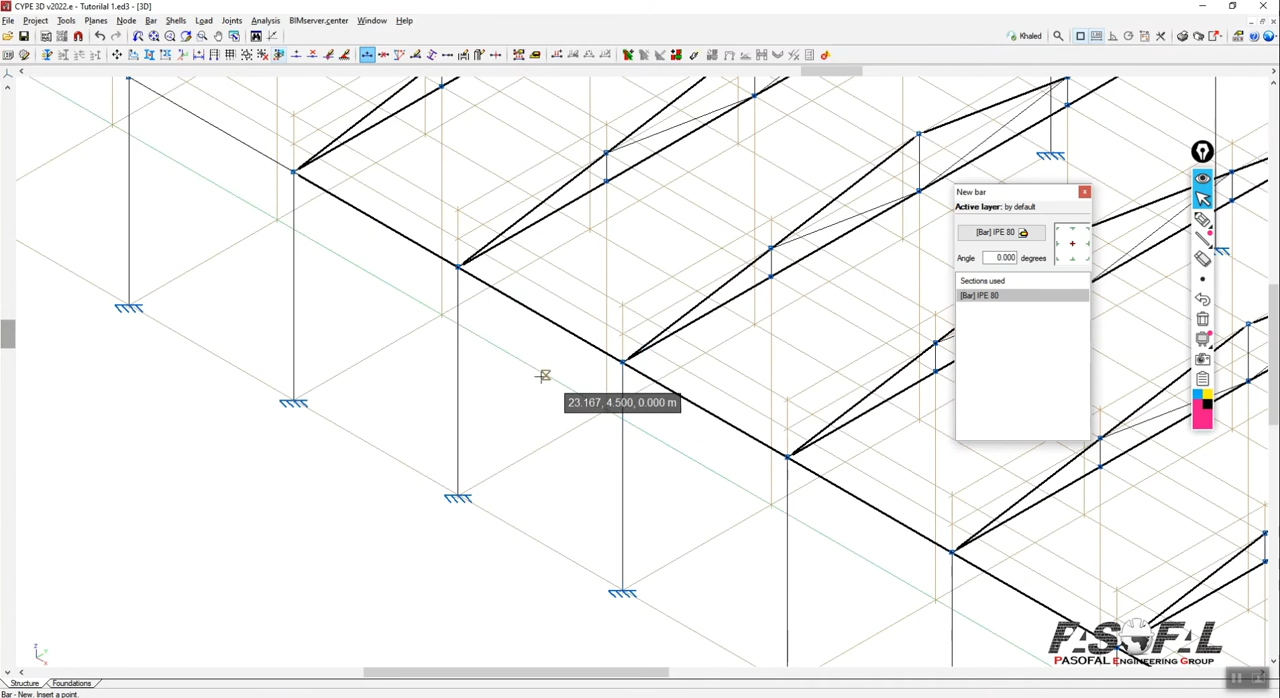 CYPE 3D v2022.e - Tutorilal 1.ed3 - [3D]
File Project Tools Planes Node Bar Shells Load Joints Analysis BIMserver.center Window Help
Khaled
New bar
Active layer: by default
[Bar] IPE 80
Angle 0.000 degrees
Sections used
[Bar] IPE 80
23.167, 4.500, 0.000 m
PASOFAL
PASOFAL ENGINEERING GROUP
Structure Foundations
Bar - New. Insert a point.